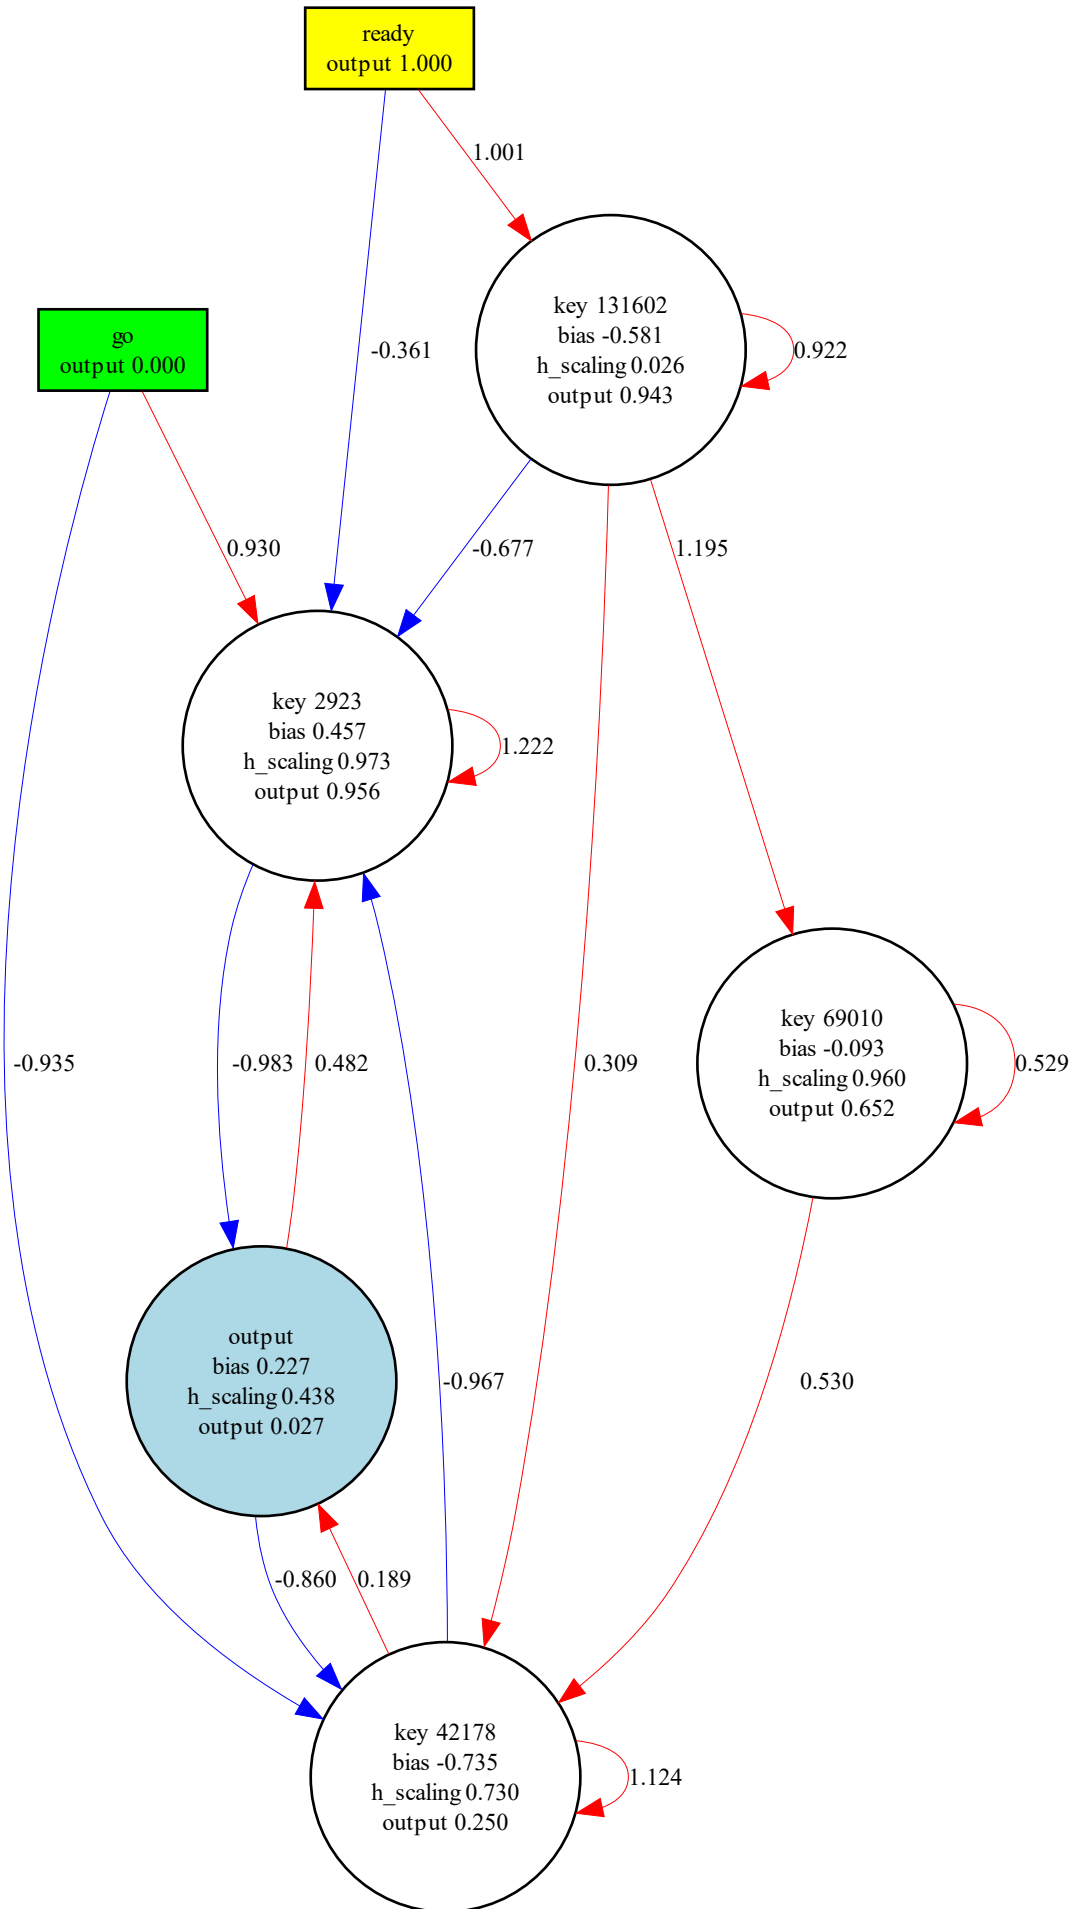 ready
output 1.000
1.001
key 131602
bias -0.581
h_scaling 0.026
output 0.943
0.922
go
output 0.000
-0.361
0.930
-0.677
1.195
key 2923
bias 0.457
h_scaling 0.973
output 0.956
1.222
key 69010
bias -0.093
h_scaling 0.960
output 0.652
0.529
-0.935
-0.983
0.482
0.309
output
bias 0.227
h_scaling 0.438
output 0.027
-0.967
0.530
-0.860
0.189
key 42178
bias -0.735
h_scaling 0.730
output 0.250
1.124